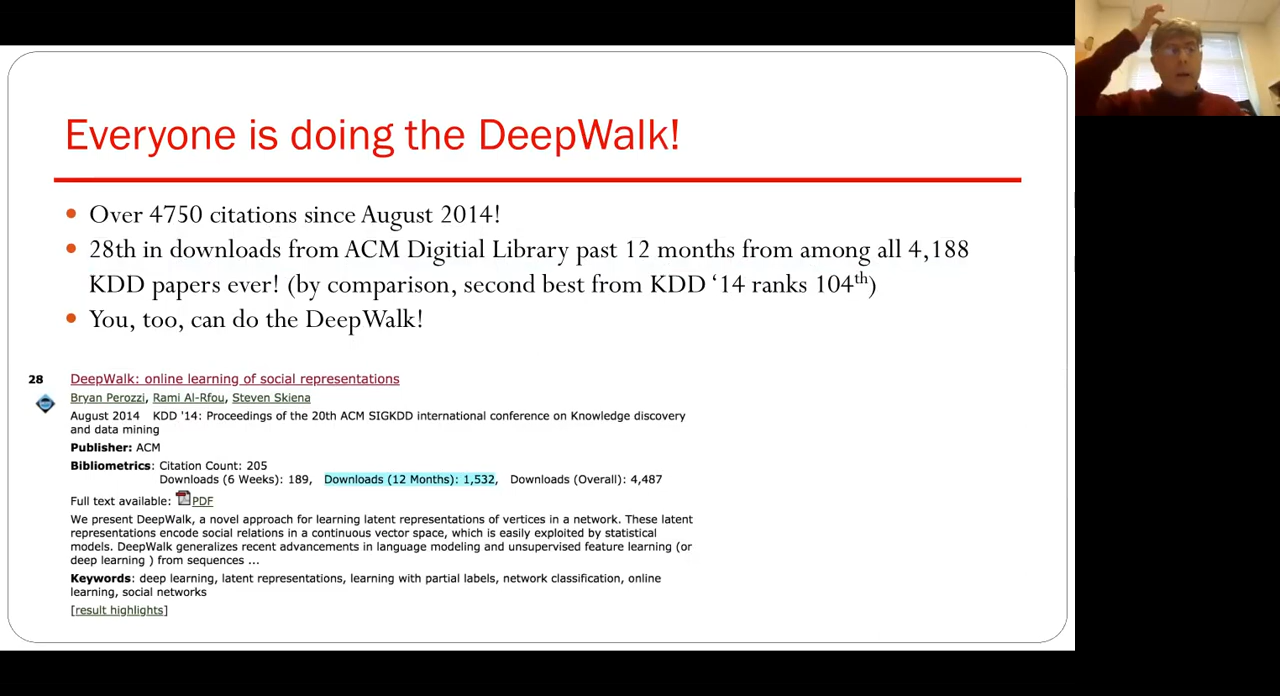 Everyone is doing the DeepWalk!
• Over 4750 citations since August 2014!
• 28th in downloads from ACM Digitial Library past 12 months from among all 4,188
KDD papers ever! (by comparison, second best from KDD ‘14 ranks 104th)
• You, too, can do the DeepWalk!
28 DeepWalk: online learning of social representations
Bryan Perozzi, Rami Al-Rfou, Steven Skiena
August 2014 KDD '14: Proceedings of the 20th ACM SIGKDD international conference on Knowledge discovery
and data mining
Publisher: ACM
Bibliometrics: Citation Count: 205
Downloads (6 Weeks): 189, Downloads (12 Months): 1,532, Downloads (Overall): 4,487
Full text available: PDF
We present DeepWalk, a novel approach for learning latent representations of vertices in a network. These latent
representations encode social relations in a continuous vector space, which is easily exploited by statistical
models. DeepWalk generalizes recent advancements in language modeling and unsupervised feature learning (or
deep learning ) from sequences ...
Keywords: deep learning, latent representations, learning with partial labels, network classification, online
learning, social networks
[result highlights]